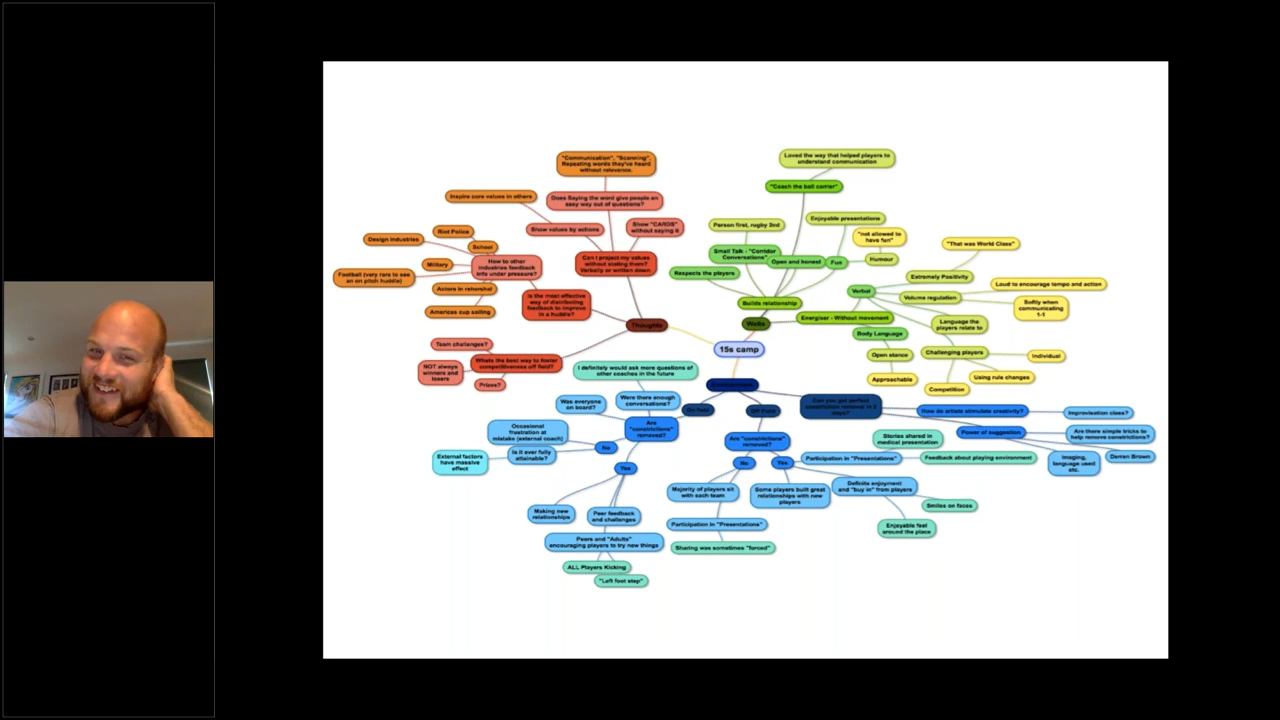 "Communication", "Scanning".
Repeating words they've heard
without relevance.
Inspire core values in others
Does Saying the word give people an
easy way out of questions?
Show values by actions
Show "CARDS"
without saying it
Riot Police
Design Industries
School
Military
Football (very rare to see
an on pitch huddle)
Actors in rehershal
Americas cup sailing
How to other
industries feedback
info under pressure?
Can I project my values
without stating them?
Verbally or written down
Is the most effective
way of distributing
feedback to improve
in a huddle?
Thoughts
Team challenges?
NOT always
winners and
losers
Prizes?
Whats the best way to foster
competitiveness off field?
Loved the way that helped players to
understand communication
"Coach the ball carrier"
Person first, rugby 2nd
Enjoyable presentations
"not allowed to
have fun"
Small Talk - "Corridor
Conversations"
Open and honest
Fun
Humour
Respects the players
"That was World Class"
Extremely Positivity
Verbal
Volume regulation
Loud to encourage tempo and action
Softly when
communicating
1-1
Builds relationship
Energiser - Without movement
Language the
players relate to
Body Language
Open stance
Approachable
Challenging players
Individual
Using rule changes
Competition
15s camp
I definitely would ask more questions of
other coaches in the future
Were there enough
conversations?
Was everyone
on board?
On field
Off Field
Are
"constrictions"
removed?
Occasional
frustration at
mistake (external coach)
No
Is it ever fully
attainable?
External factors
have massive
effect
Yes
Making new
relationships
Peer feedback
and challenges
Peers and "Adults"
encouraging players to try new things
ALL Players Kicking
"Left foot step"
Are "constictions"
removed?
No
Yes
Majority of players sit
with each team
Participation in "Presentations"
Sharing was sometimes "forced"
Some players built great
relationships with new
players
Participation in "Presentations"
Stories shared in
medical presentation
Feedback about playing environment
Definite enjoyment
and "buy in" from players
Smiles on faces
Enjoyable feel
around the place
Can you get perfect
constriction removal in 2
days?
How do artists stimulate creativity?
Improvisation class?
Power of suggestion
Are there simple tricks to
help remove constrictions?
Imaging,
language used
etc.
Derren Brown